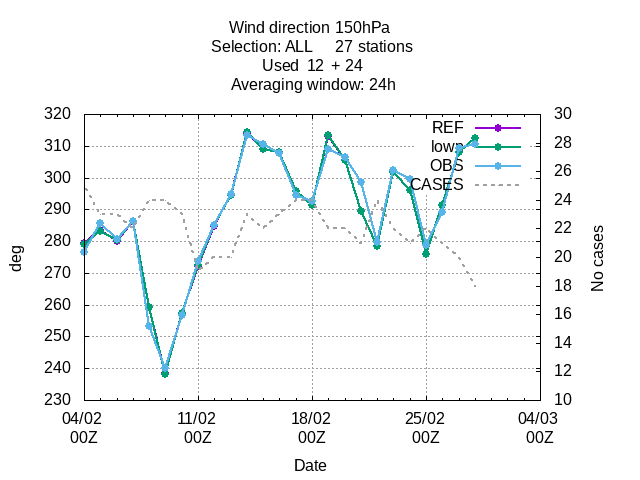 Wind direction 150hPa
Selection: ALL 27 stations
Used 12 + 24
Averaging window: 24h
320 30
310 28
300 26
290 24
280 22
270 20
260 18
250 16
240 14
230 12
10
REF
lowp
OBS
CASES
deg
No cases
04/02 11/02 18/02 25/02 04/03
00Z 00Z 00Z 00Z 00Z
Date